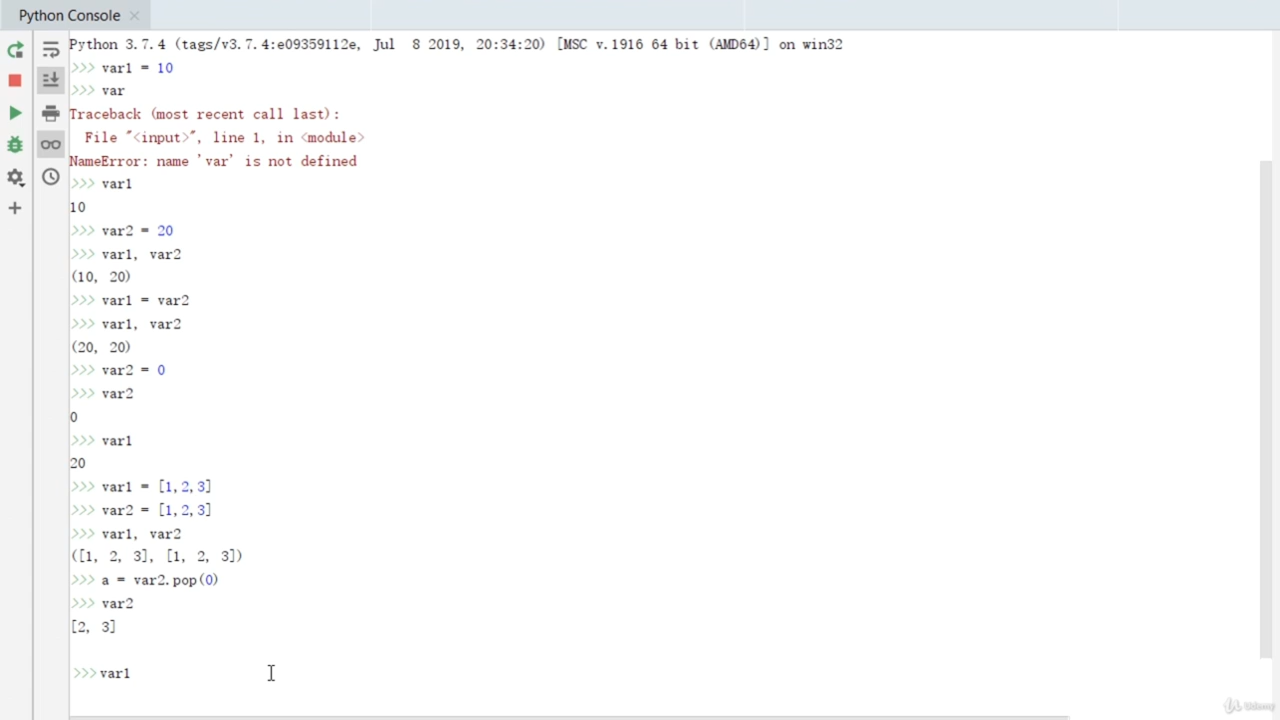 Python Console
Python 3.7.4 (tags/v3.7.4:e09359112e, Jul  8 2019, 20:34:20) [MSC v.1916 64 bit (AMD64)] on win32
>>> var1 = 10
>>> var
Traceback (most recent call last):
  File "<input>", line 1, in <module>
NameError: name 'var' is not defined
>>> var1
10
>>> var2 = 20
>>> var1, var2
(10, 20)
>>> var1 = var2
>>> var1, var2
(20, 20)
>>> var2 = 0
>>> var2
0
>>> var1
20
>>> var1 = [1,2,3]
>>> var2 = [1,2,3]
>>> var1, var2
([1, 2, 3], [1, 2, 3])
>>> a = var2.pop(0)
>>> var2
[2, 3]
>>> var1
Udemy